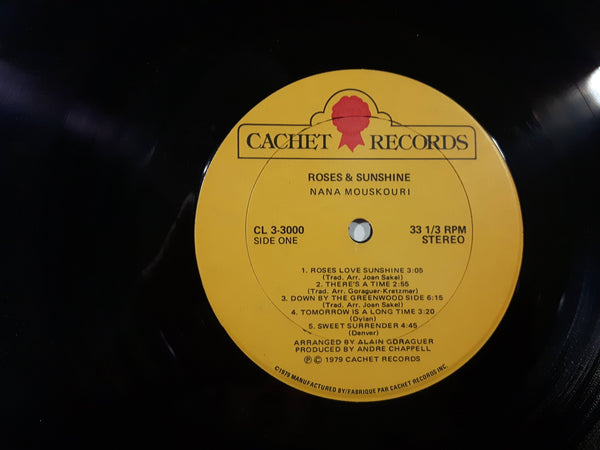 CACHET RECORDS
ROSES & SUNSHINE
NANA MOUSKOURI
CL 3-3000 33 1/3 RPM
SIDE ONE STEREO
1. ROSES LOVE SUNSHINE 3:05
(Trad. Arr. Joan Sakel)
2. THERE'S A TIME 2:55
(Trad. Arr. Goraguer-Kretzmer)
3. DOWN BY THE GREENWOOD SIDE 6:15
(Trad. Arr. Joan Sakel)
4. TOMORROW IS A LONG TIME 3:20
(Dylan)
5. SWEET SURRENDER 4:45
(Denver)
ARRANGED BY ALAIN GORAGUER
PRODUCED BY ANDRE CHAPPELL
℗ © 1979 CACHET RECORDS
©1979 MANUFACTURED BY/FABRIQUE PAR CACHET RECORDS INC.